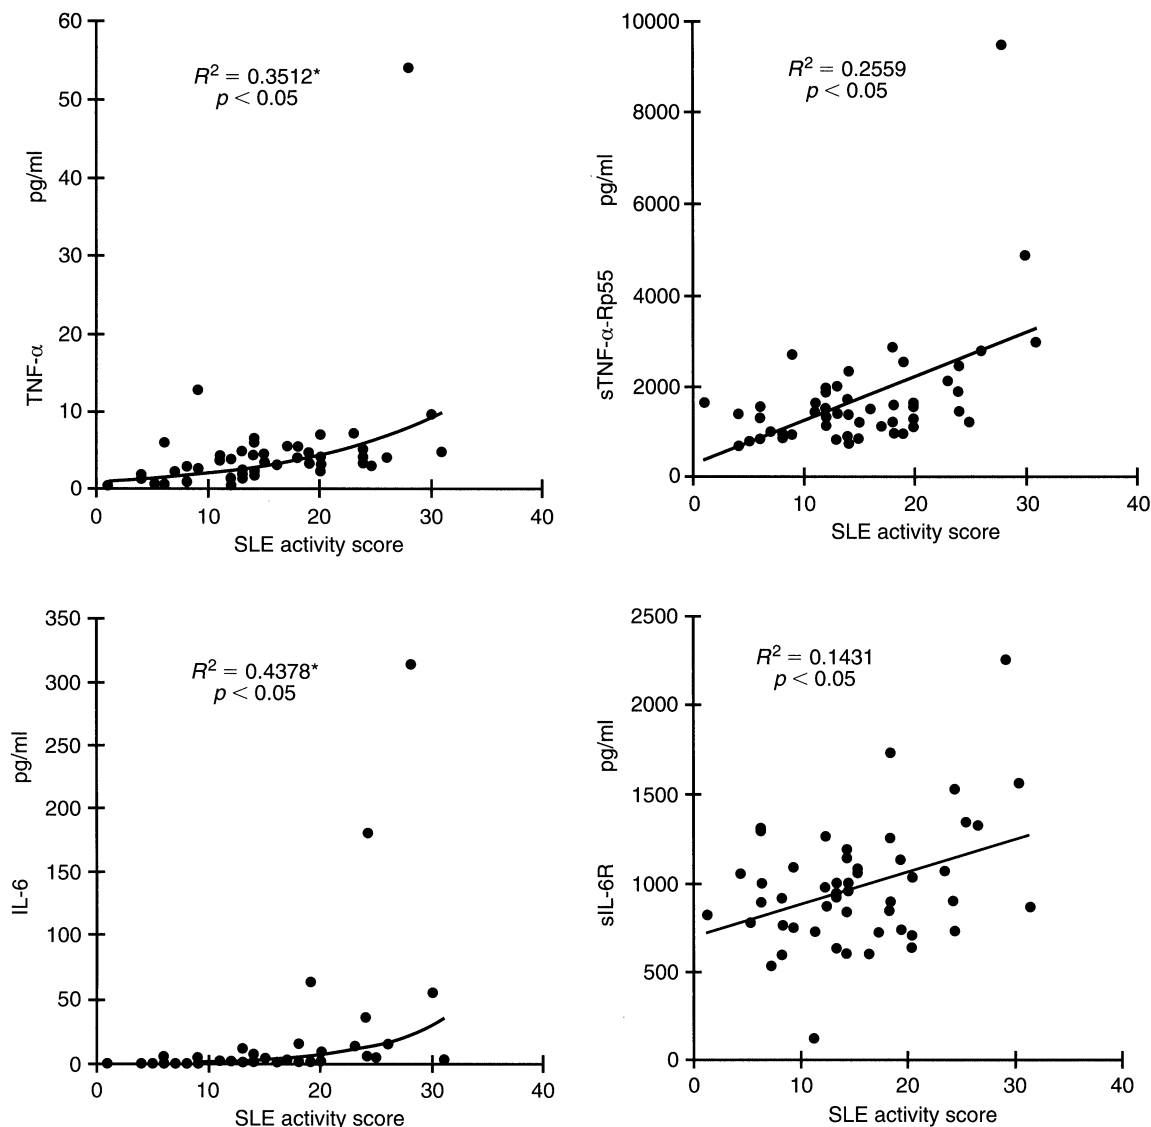 60
50
40
30
20
10
0
pg/ml
TNF-α
R² = 0.3512*
p < 0.05
0 10 20 30 40
SLE activity score
10000
8000
6000
4000
2000
0
pg/ml
sTNF-α-Rp55
R² = 0.2559
p < 0.05
0 10 20 30 40
SLE activity score
350
300
250
200
150
100
50
0
pg/ml
IL-6
R² = 0.4378*
p < 0.05
0 10 20 30 40
SLE activity score
2500
2000
1500
1000
500
0
pg/ml
sIL-6R
R² = 0.1431
p < 0.05
10 20 30 40
SLE activity score